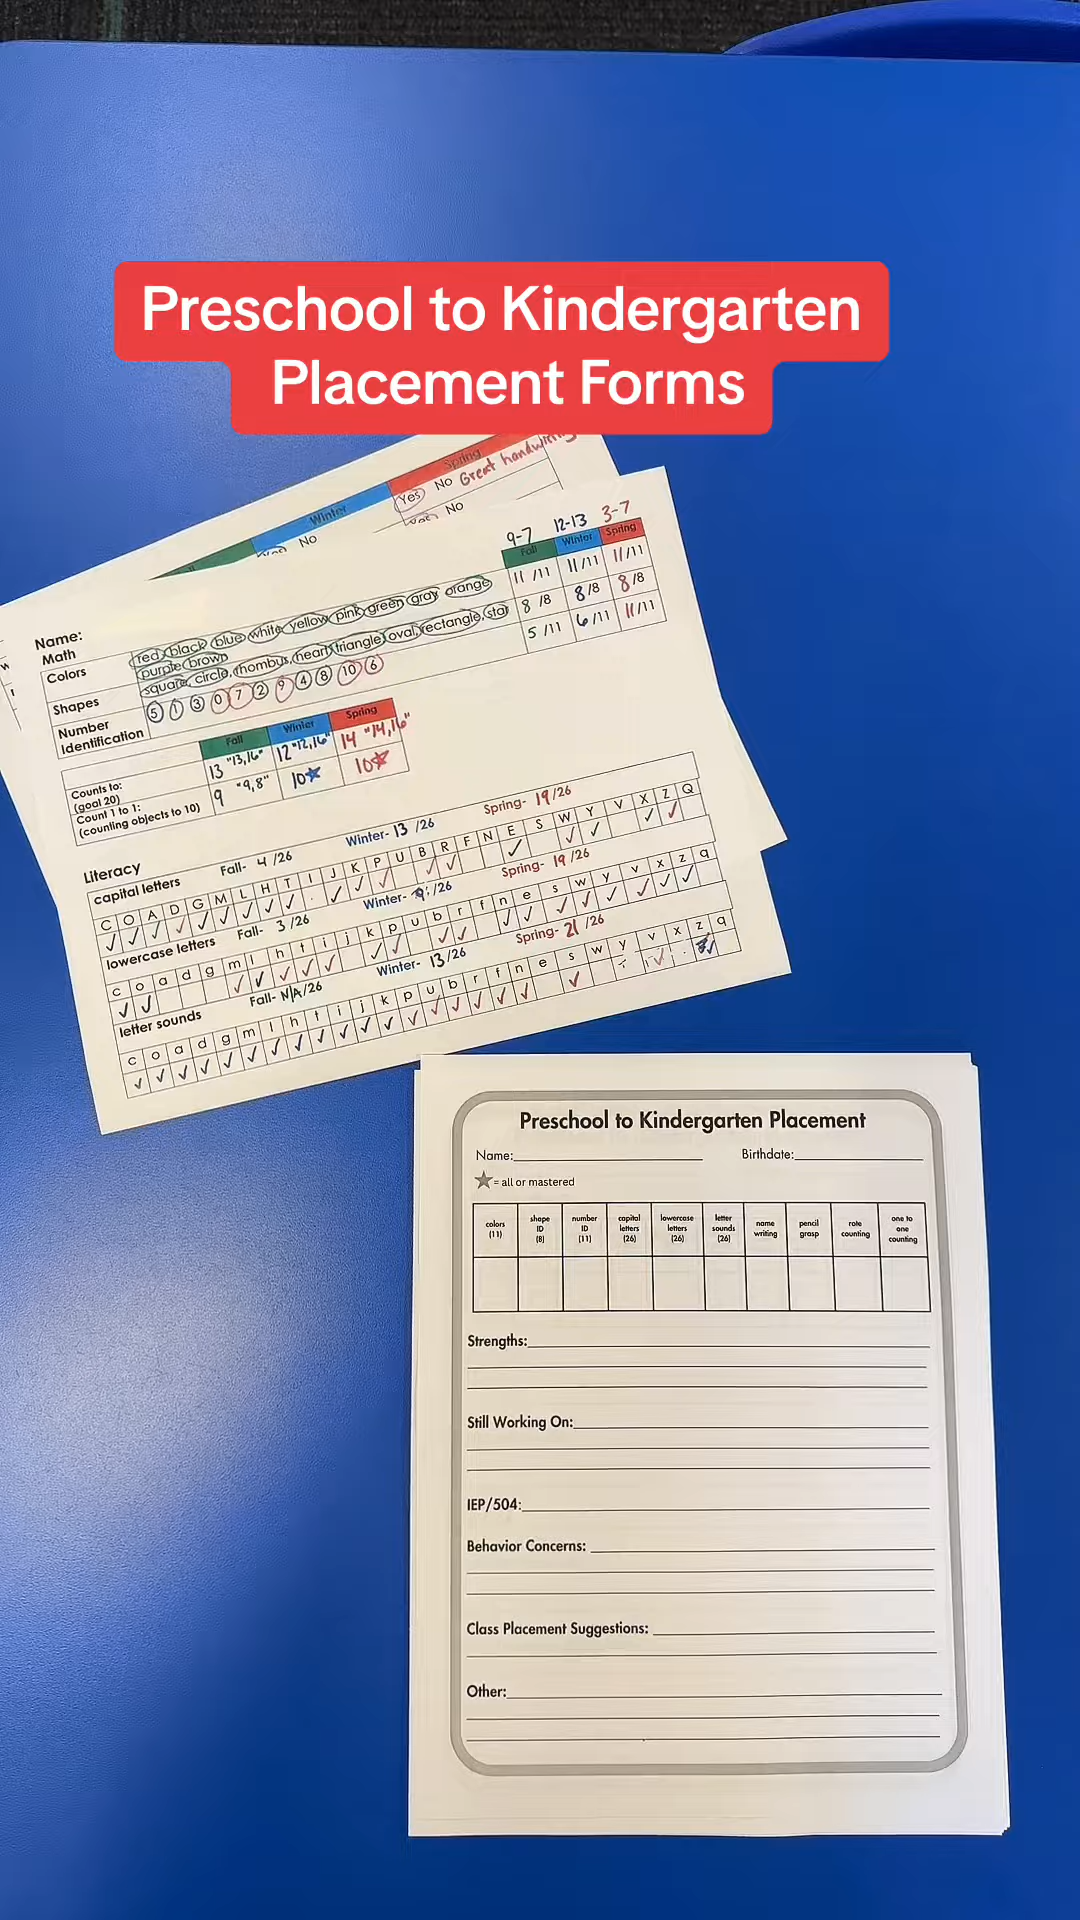 Preschool to Kindergarten
Placement Forms
Winter
Spring
Yes No Great handwriting
No
No
9-7 12-13 3-7
Fall Winter Spring
Name:
Math
Colors
red, black, blue, white, yellow, pink, green, gray, orange,
purple, brown
11/11 11/11 11/11
Shapes
square, circle, rhombus, heart, triangle, oval, rectangle, star
8/8 8/8 8/8
Number
Identification
5 1 3 0 7 2 9 4 8 10 6
5/11 6/11 11/11
Fall Winter Spring
Counts to:
(goal 20)
13 "13,16" 12 "12,16" 14 "14,16"
Count 1 to 1:
(counting objects to 10)
9 "9,8" 10 10
Literacy
capital letters Fall- 4/26 Winter- 13/26 Spring- 19/26
C O A D G M L H T I J K P U B R F N E S W Y V X Z Q
lowercase letters Fall- 3/26 Winter- 9/26 Spring- 19/26
c o a d g m l h t i j k p u b r f n e s w y v x z q
letter sounds Fall- N/A/26 Winter- 13/26 Spring- 21/26
c o a d g m l h t i j k p u b r f n e s w y v x z q
Preschool to Kindergarten Placement
Name: Birthdate:
= all or mastered
colors (11) shape ID (8) number ID (11) capital letters (26) lowercase letters (26) letter sounds (26) name writing pencil grasp rote counting one to one counting
Strengths:
Still Working On:
IEP/504:
Behavior Concerns:
Class Placement Suggestions:
Other: